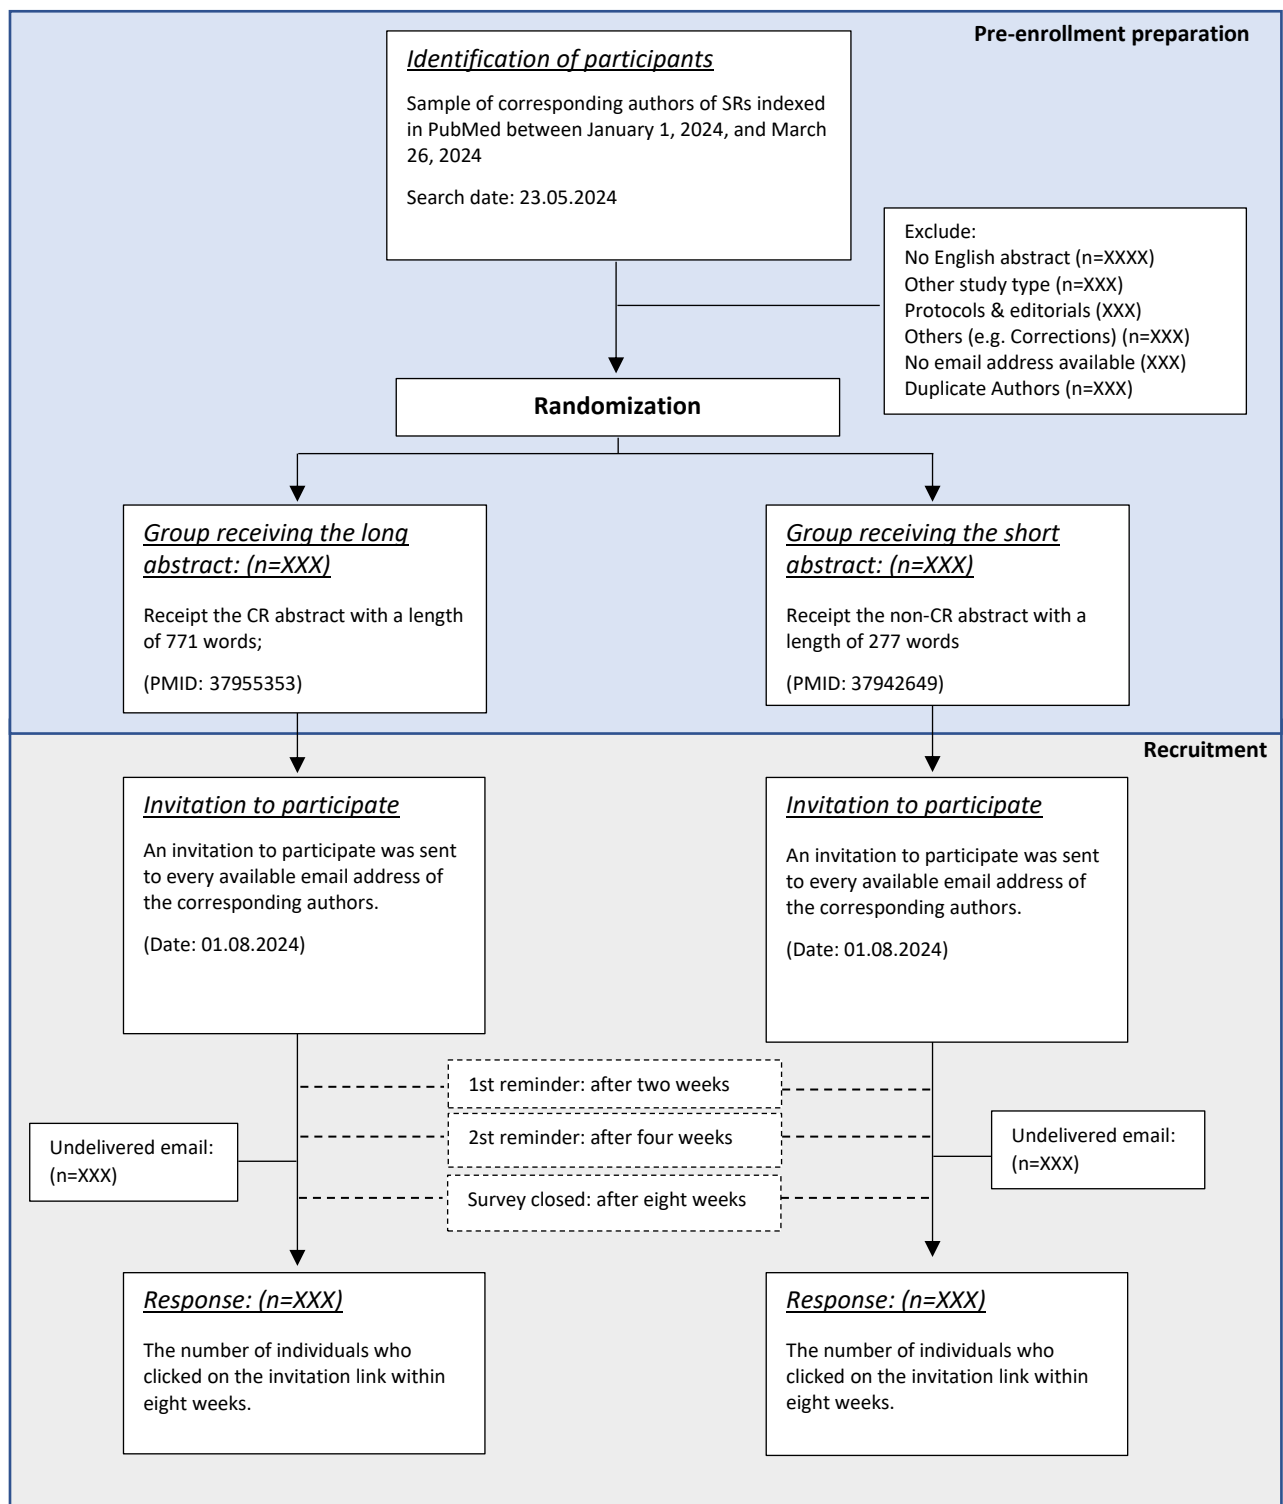 Pre-enrollment preparation
Identification of participants
Sample of corresponding authors of SRs indexed
in PubMed between January 1, 2024, and March
26, 2024
Search date: 23.05.2024
Exclude:
No English abstract (n=XXXX)
Other study type (n=XXX)
Protocols & editorials (XXX)
Others (e.g. Corrections) (n=XXX)
No email address available (XXX)
Duplicate Authors (n=XXX)
Randomization
Group receiving the long
abstract: (n=XXX)
Receipt the CR abstract with a length
of 771 words;
(PMID: 37955353)
Group receiving the short
abstract: (n=XXX)
Receipt the non-CR abstract with a
length of 277 words
(PMID: 37942649)
Recruitment
Invitation to participate
An invitation to participate was sent
to every available email address of
the corresponding authors.
(Date: 01.08.2024)
Invitation to participate
An invitation to participate was sent
to every available email address of
the corresponding authors.
(Date: 01.08.2024)
1st reminder: after two weeks
2st reminder: after four weeks
Survey closed: after eight weeks
Undelivered email:
(n=XXX)
Undelivered email:
(n=XXX)
Response: (n=XXX)
The number of individuals who
clicked on the invitation link within
eight weeks.
Response: (n=XXX)
The number of individuals who
clicked on the invitation link within
eight weeks.